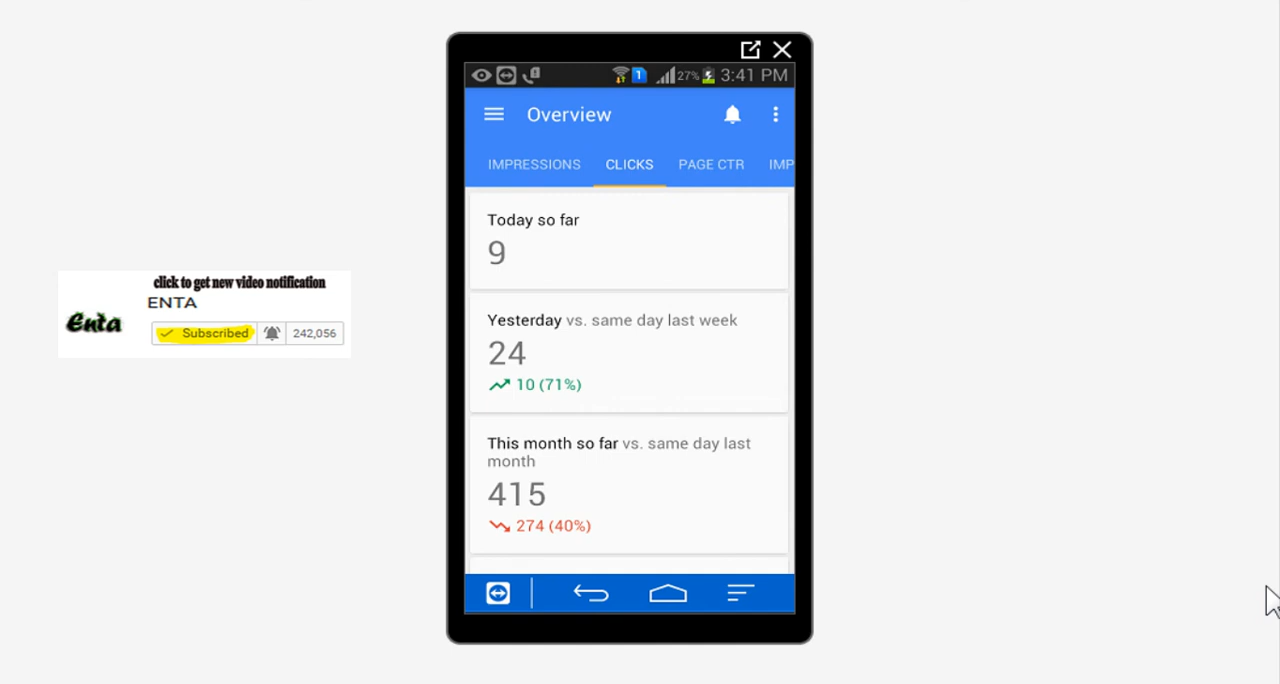 1
27%
3:41 PM
Overview
IMPRESSIONS
CLICKS
PAGE CTR
IMP
Today so far
9
click to get new video notification
ENTA
Enta
Subscribed
242,056
Yesterday vs. same day last week
24
10 (71%)
This month so far vs. same day last
month
415
274 (40%)